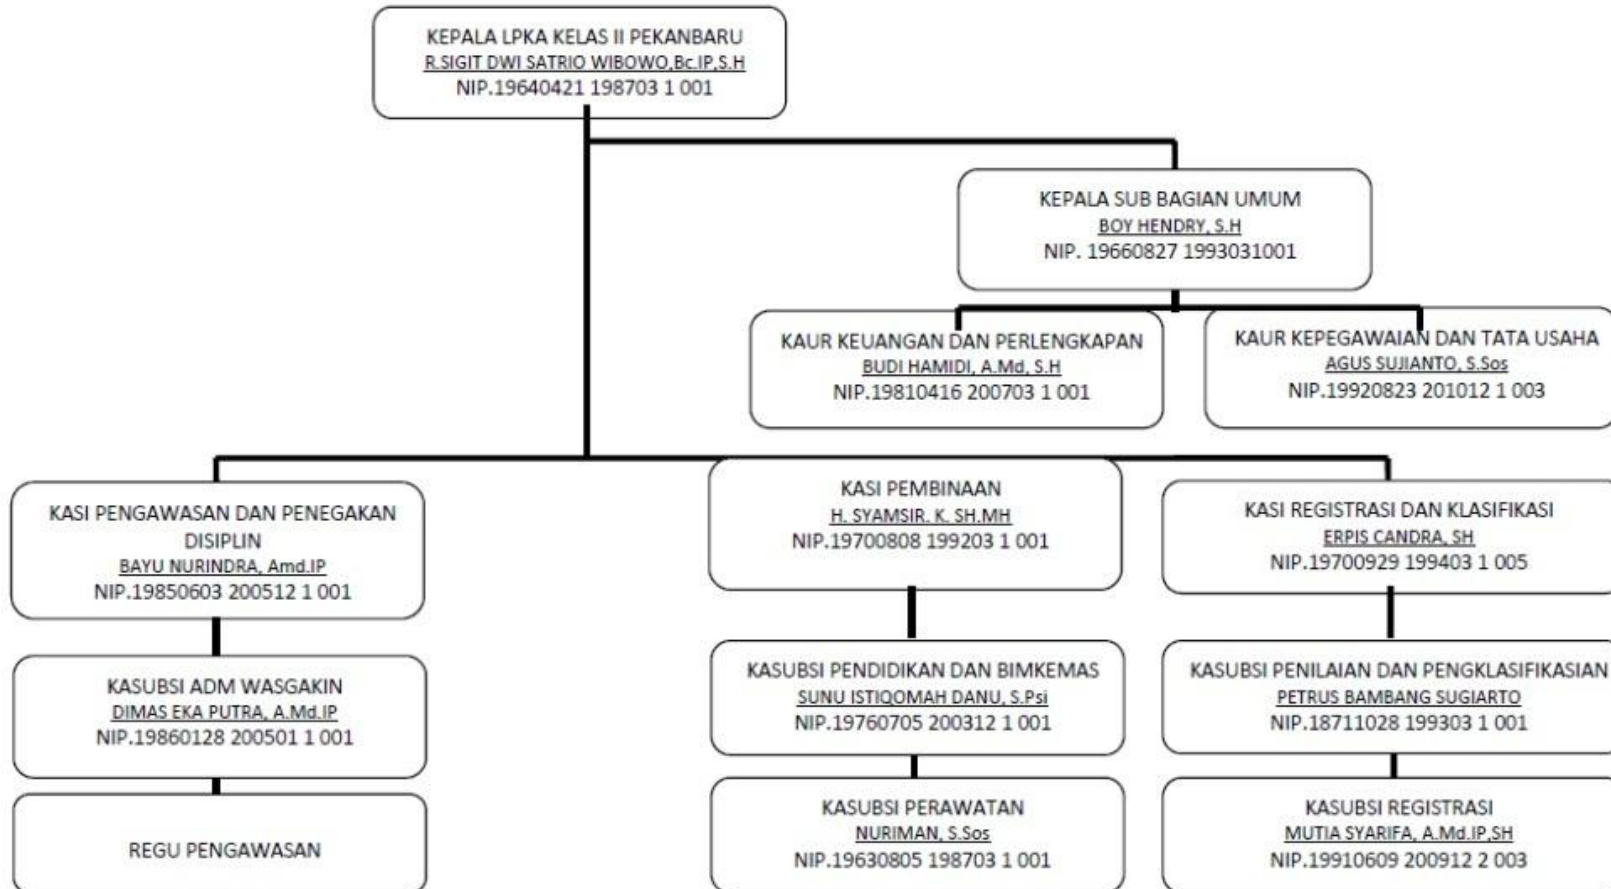 KEPALA LPKA KELAS II PEKANBARU
R.SIGIT DWI SATRIO WIBOWO,Bc.IP,S.H
NIP.19640421 198703 1 001
KEPALA SUB BAGIAN UMUM
BOY HENDRY, S.H
NIP. 19660827 1993031001
KAUR KEUANGAN DAN PERLENGKAPAN
BUDI HAMIDI, A.Md, S.H
NIP.19810416 200703 1 001
KAUR KEPEGAWAIAN DAN TATA USAHA
AGUS SUJIANTO, S.Sos
NIP.19920823 201012 1 003
KASI PENGAWASAN DAN PENEGAKAN
DISIPLIN
BAYU NURINDRA, Amd.IP
NIP.19850603 200512 1 001
KASI PEMBINAAN
H. SYAMSIR. K. SH.MH
NIP.19700808 199203 1 001
KASI REGISTRASI DAN KLASIFIKASI
ERPIS CANDRA, SH
NIP.19700929 199403 1 005
KASUBSI ADM WASGAKIN
DIMAS EKA PUTRA, A.Md.IP
NIP.19860128 200501 1 001
KASUBSI PENDIDIKAN DAN BIMKEMAS
SUNU ISTIQOMAH DANU, S.Psi
NIP.19760705 200312 1 001
KASUBSI PENILAIAN DAN PENGKLASIFIKASIAN
PETRUS BAMBANG SUGIARTO
NIP.18711028 199303 1 001
REGU PENGAWASAN
KASUBSI PERAWATAN
NURIMAN, S.Sos
NIP.19630805 198703 1 001
KASUBSI REGISTRASI
MUTIA SYARIFA, A.Md.IP,SH
NIP.19910609 200912 2 003